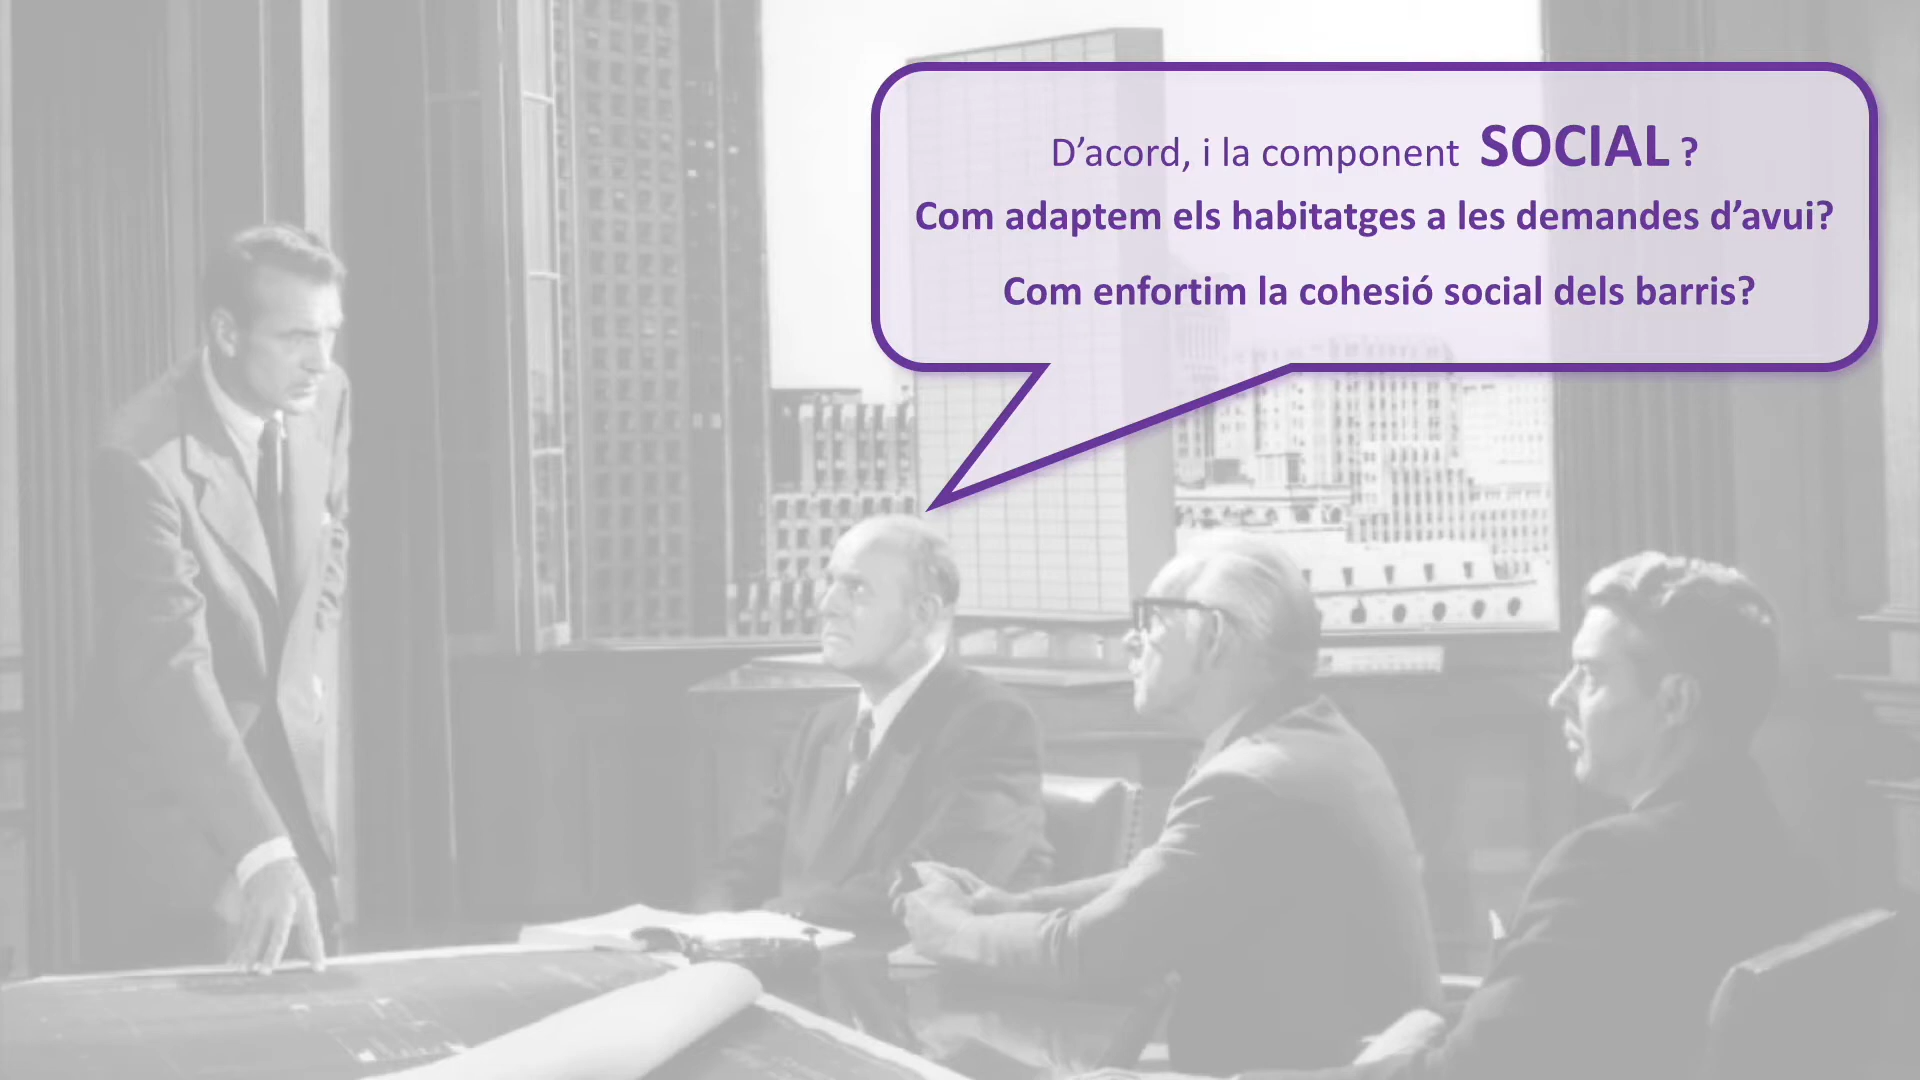 D’acord, i la component SOCIAL ?
Com adaptem els habitatges a les demandes d’avui?
Com enfortim la cohesió social dels barris?